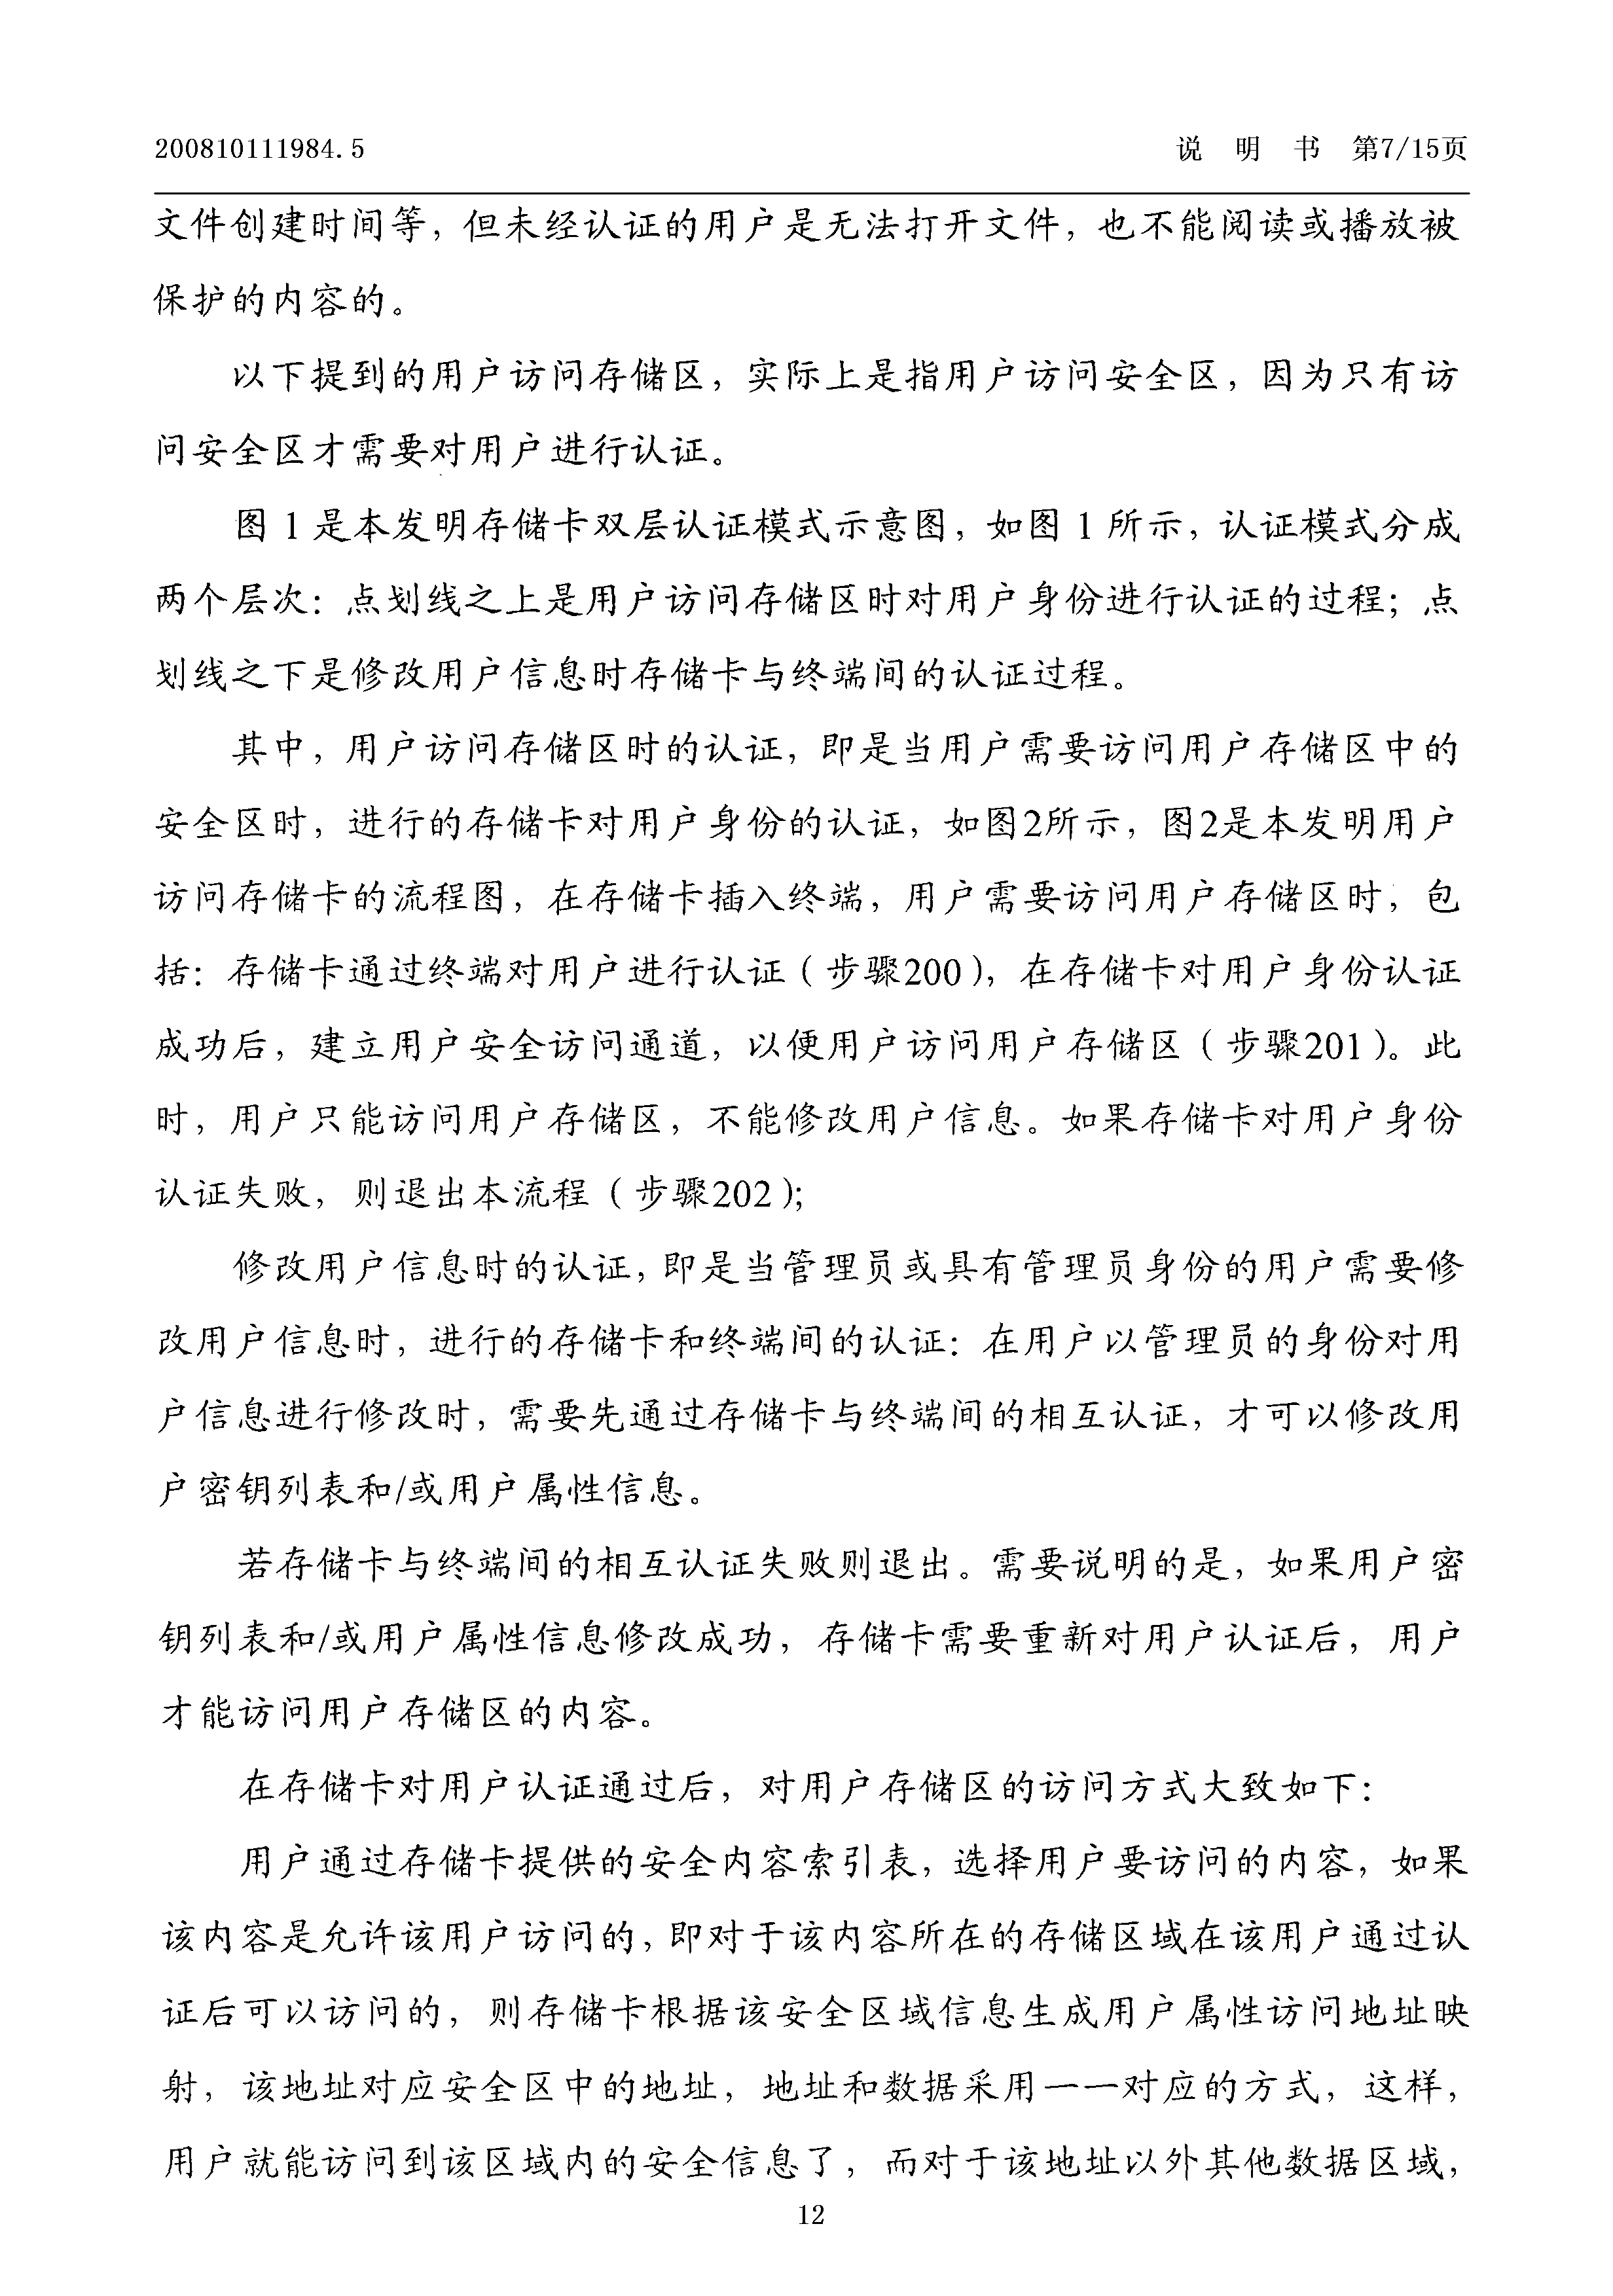 200810111984.5 说 明 书 第7/15页
文件创建时间等，但未经认证的用户是无法打开文件，也不能阅读或播放被
保护的内容的。
以下提到的用户访问存储区，实际上是指用户访问安全区，因为只有访
问安全区才需要对用户进行认证。
图 1 是本发明存储卡双层认证模式示意图，如图 1 所示，认证模式分成
两个层次：点划线之上是用户访问存储区时对用户身份进行认证的过程；点
划线之下是修改用户信息时存储卡与终端间的认证过程。
其中，用户访问存储区时的认证，即是当用户需要访问用户存储区中的
安全区时，进行的存储卡对用户身份的认证，如图2所示，图2是本发明用户
访问存储卡的流程图，在存储卡插入终端，用户需要访问用户存储区时，包
括：存储卡通过终端对用户进行认证（步骤200），在存储卡对用户身份认证
成功后，建立用户安全访问通道，以便用户访问用户存储区（步骤201）。此
时，用户只能访问用户存储区，不能修改用户信息。如果存储卡对用户身份
认证失败，则退出本流程（步骤202）；
修改用户信息时的认证，即是当管理员或具有管理员身份的用户需要修
改用户信息时，进行的存储卡和终端间的认证：在用户以管理员的身份对用
户信息进行修改时，需要先通过存储卡与终端间的相互认证，才可以修改用
户密钥列表和/或用户属性信息。
若存储卡与终端间的相互认证失败则退出。需要说明的是，如果用户密
钥列表和/或用户属性信息修改成功，存储卡需要重新对用户认证后，用户
才能访问用户存储区的内容。
在存储卡对用户认证通过后，对用户存储区的访问方式大致如下：
用户通过存储卡提供的安全内容索引表，选择用户要访问的内容，如果
该内容是允许该用户访问的，即对于该内容所在的存储区域在该用户通过认
证后可以访问的，则存储卡根据该安全区域信息生成用户属性访问地址映
射，该地址对应安全区中的地址，地址和数据采用一一对应的方式，这样，
用户就能访问到该区域内的安全信息了，而对于该地址以外其他数据区域，
12